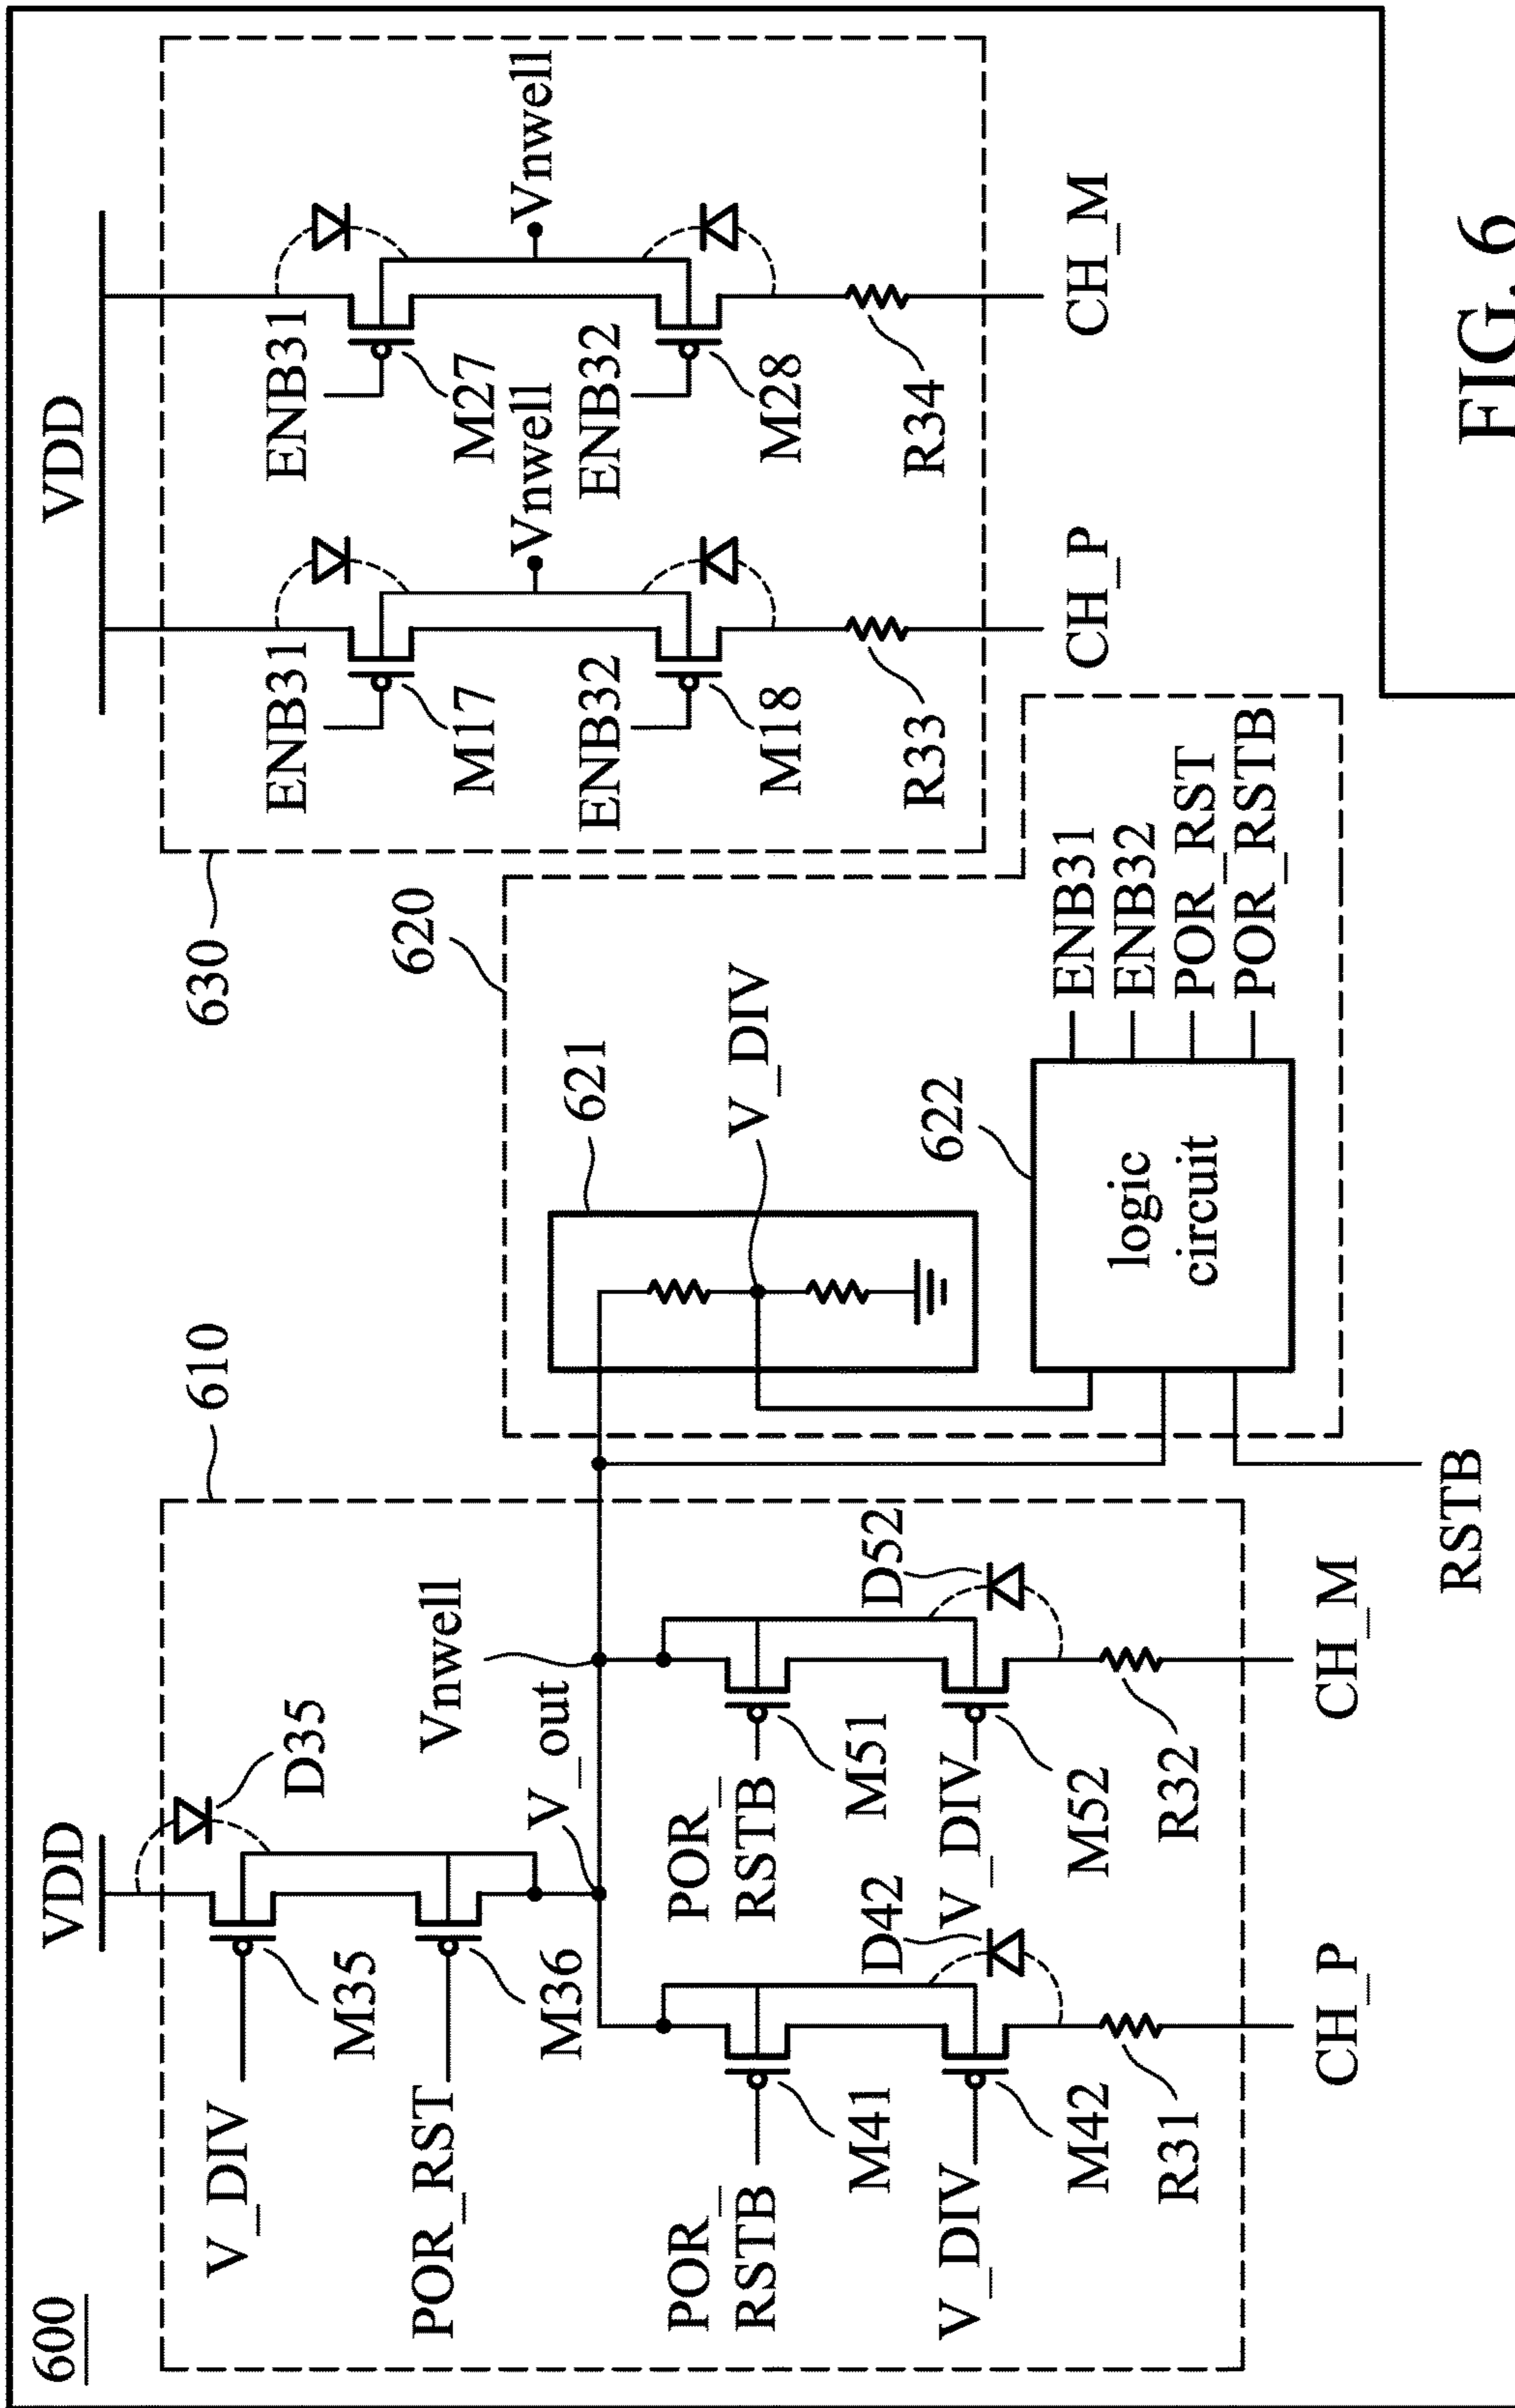 600
VDD
D35
610
V_DIV
M35
POR_RST
M36
V_out
Vnwell
POR_
RSTB
M41
V_DIV
M42
D42
R31
CH_P
POR_
RSTB
M51
V_DIV
M52
D52
R32
CH_M
RSTB
620
621
V_DIV
622
logic
circuit
ENB31
ENB32
POR_RST
POR_RSTB
630
VDD
ENB31
M17
Vnwell
ENB32
M18
R33
CH_P
ENB31
M27
Vnwell
ENB32
M28
R34
CH_M
FIG. 6